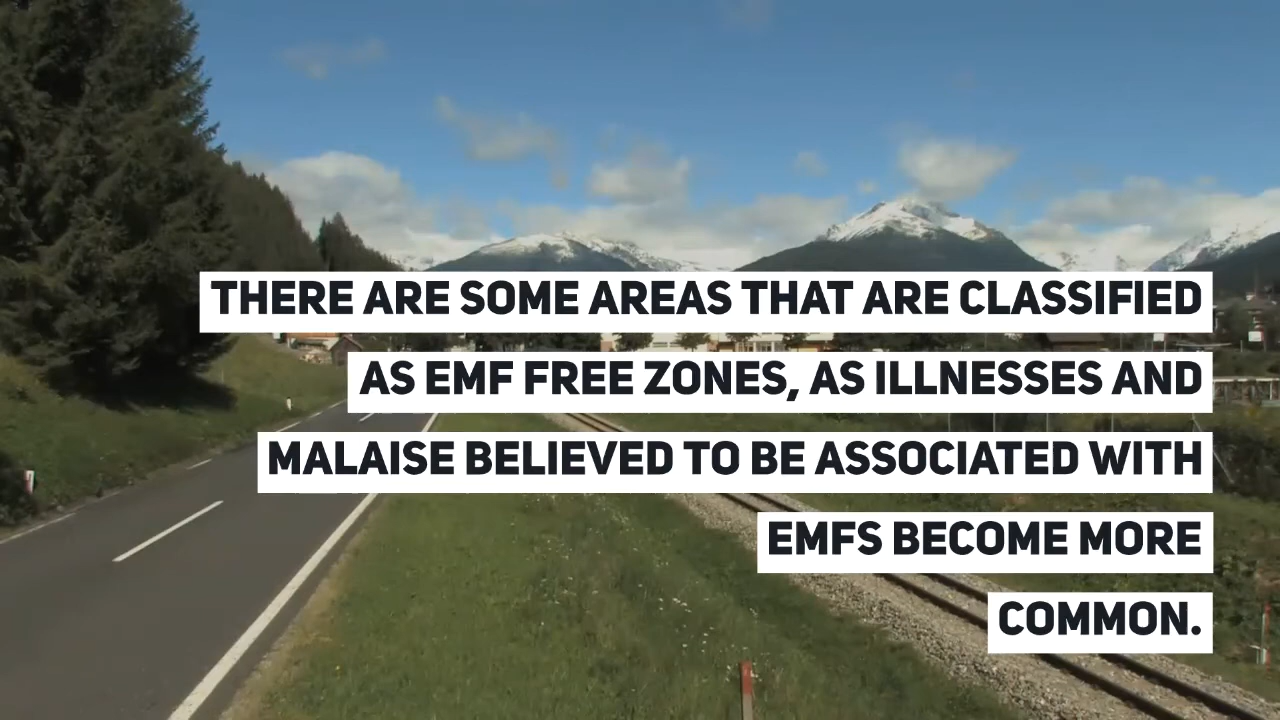 THERE ARE SOME AREAS THAT ARE CLASSIFIED
AS EMF FREE ZONES, AS ILLNESSES AND
MALAISE BELIEVED TO BE ASSOCIATED WITH
EMFS BECOME MORE
COMMON.